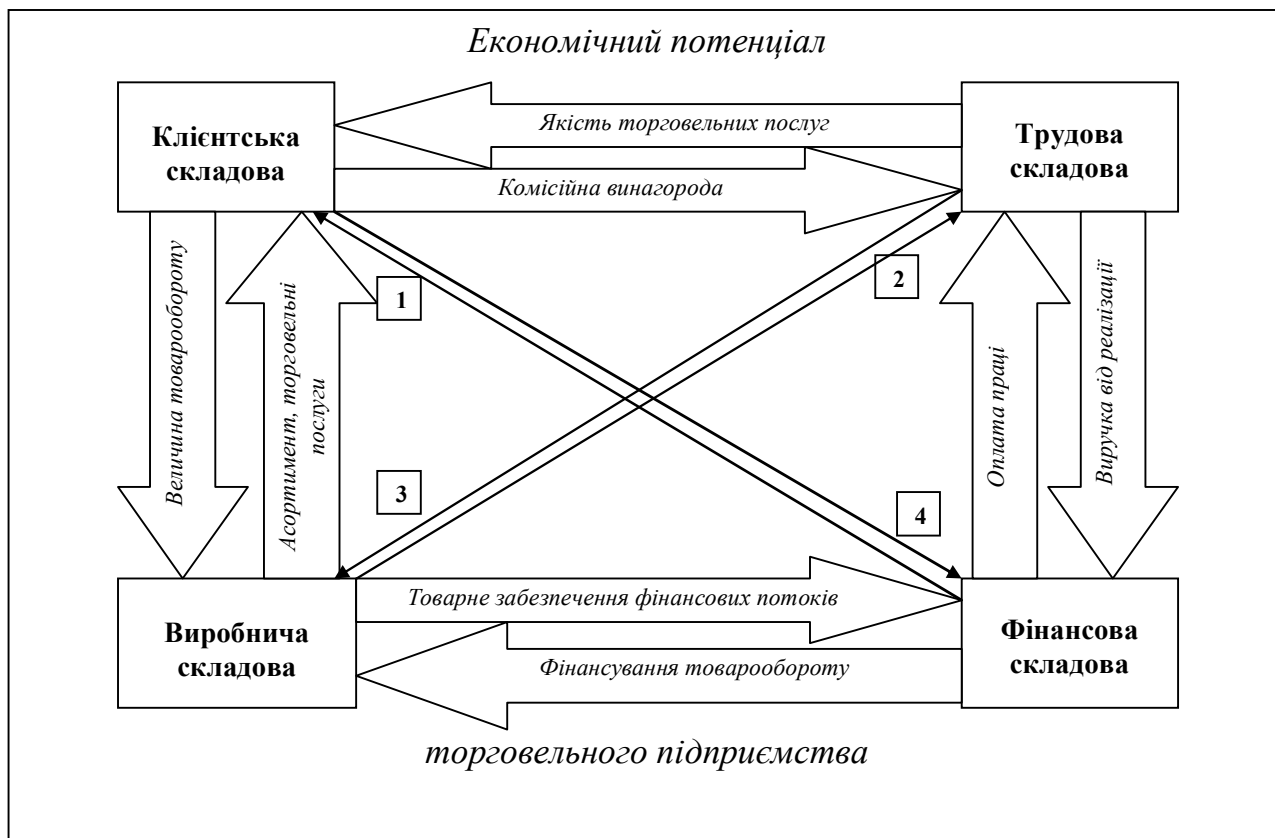 Економічний потенціал
Клієнтська
складова
Якість торговельних послуг
Комісійна винагорода
Трудова
складова
Величина товарообороту
Асортимент, торговельні
послуги
1
2
3
4
Оплата праці
Виручка від реалізації
Виробнича
складова
Товарне забезпечення фінансових потоків
Фінансування товарообороту
Фінансова
складова
торговельного підприємства